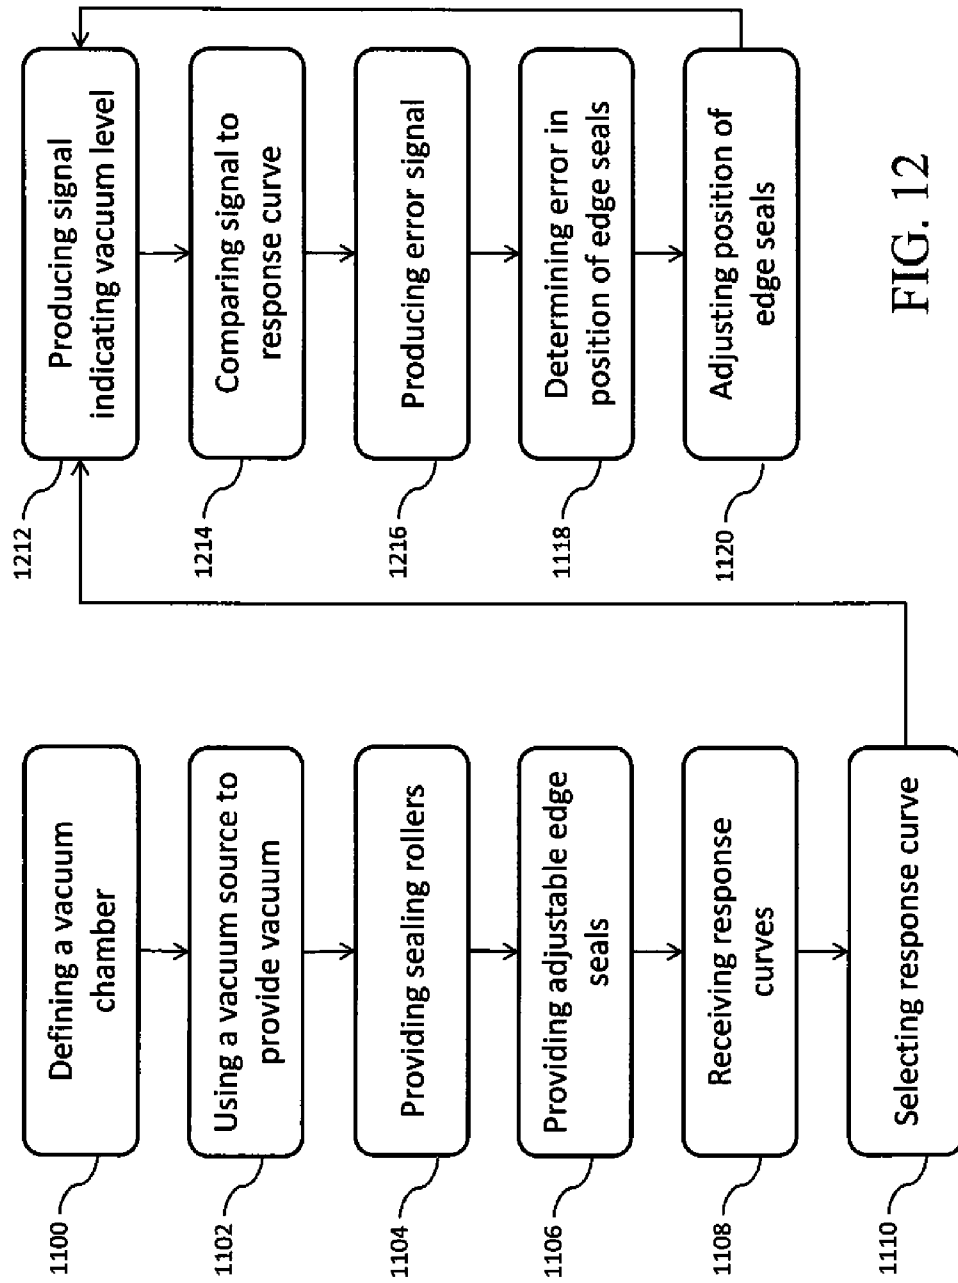 1100
Defining a vacuum
chamber
1102
Using a vacuum source to
provide vacuum
1104
Providing sealing rollers
1106
Providing adjustable edge
seals
1108
Receiving response
curves
1110
Selecting response curve
1212
Producing signal
indicating vacuum level
1214
Comparing signal to
response curve
1216
Producing error signal
1118
Determining error in
position of edge seals
1120
Adjusting position of
edge seals
FIG. 12